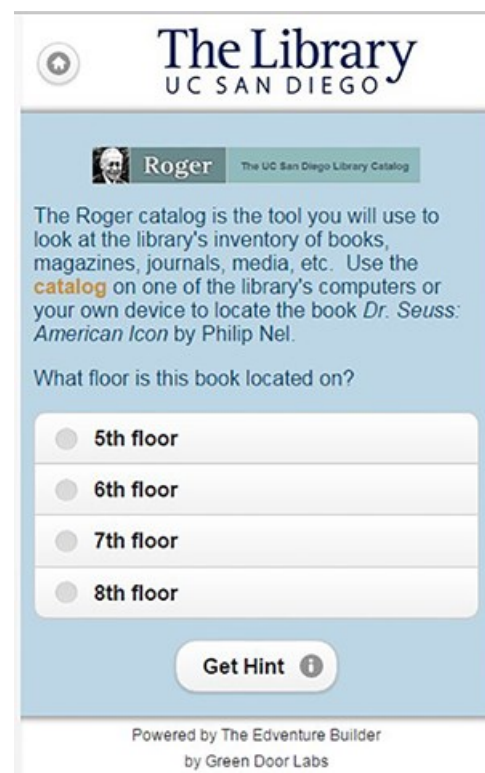 The Library
UC SAN DIEGO
Roger The UC San Diego Library Catalog
The Roger catalog is the tool you will use to
look at the library's inventory of books,
magazines, journals, media, etc. Use the
catalog on one of the library's computers or
your own device to locate the book Dr. Seuss:
American Icon by Philip Nel.
What floor is this book located on?
5th floor
6th floor
7th floor
8th floor
Get Hint
Powered by The Edventure Builder
by Green Door Labs